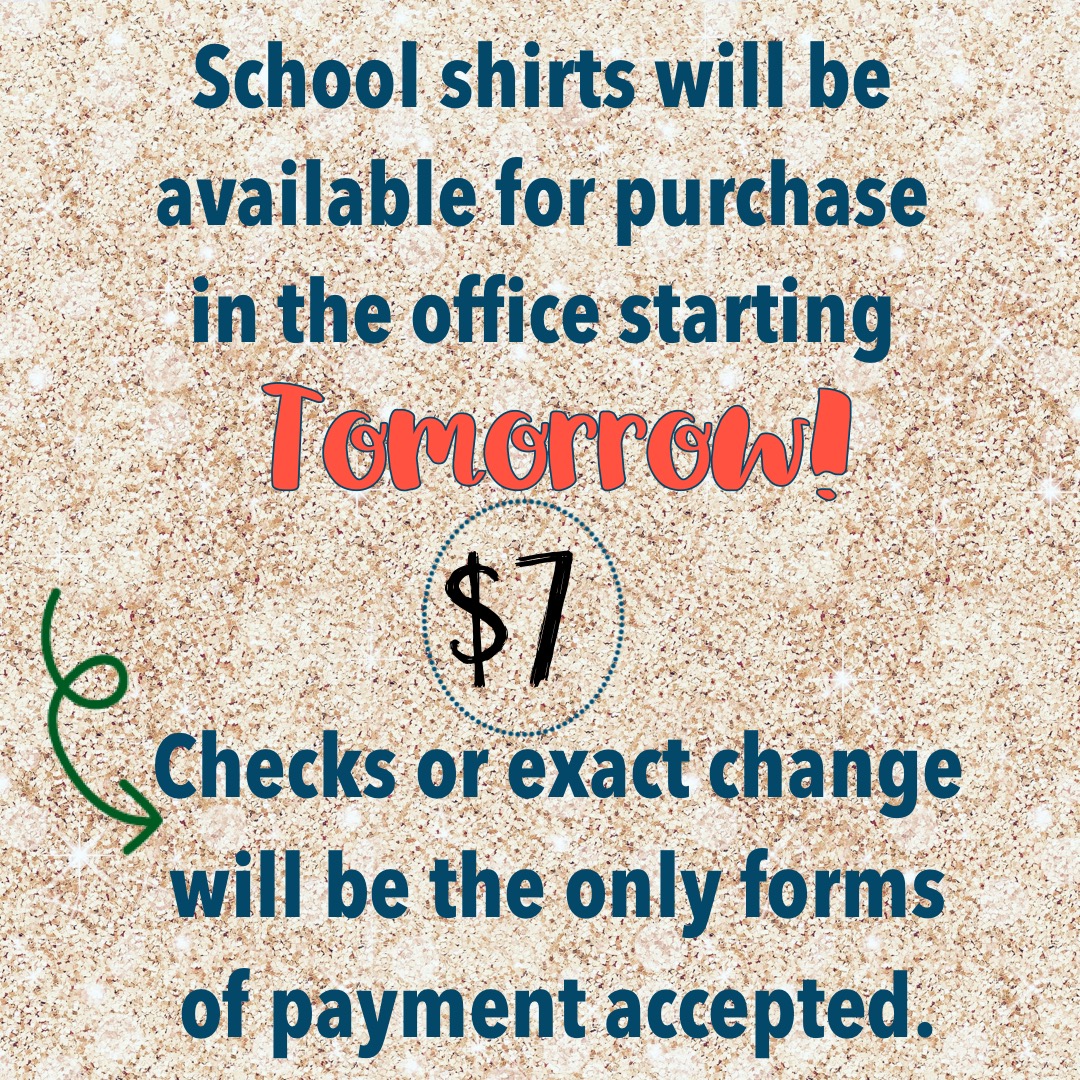 School shirts will be
available for purchase
in the office starting
Tomorrow!
$7
Checks or exact change
will be the only forms
of payment accepted.